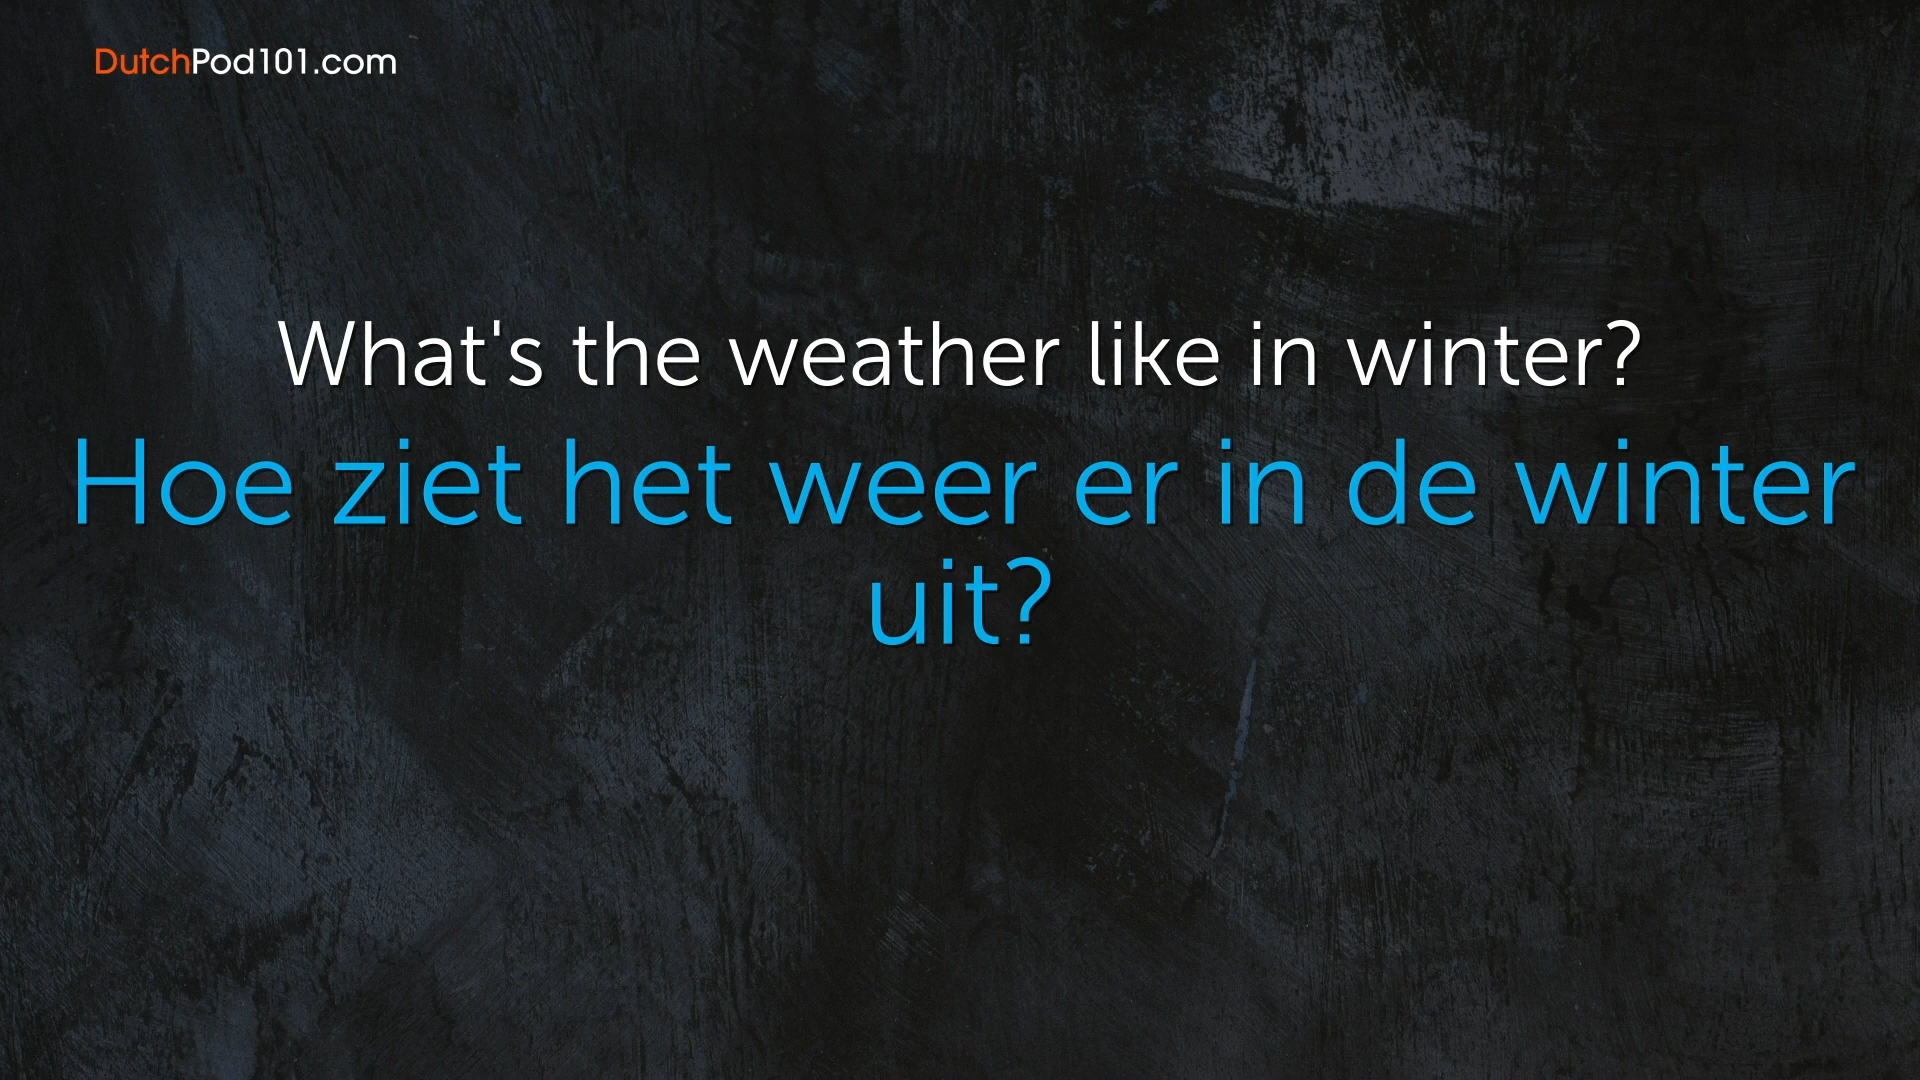 DutchPod101.com
What's the weather like in winter?
Hoe ziet het weer er in de winter
uit?